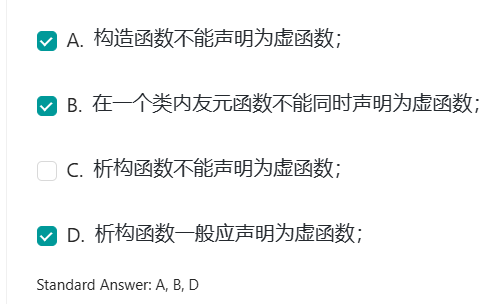 A. 构造函数不能声明为虚函数；
B. 在一个类内友元函数不能同时声明为虚函数；
C. 析构函数不能声明为虚函数；
D. 析构函数一般应声明为虚函数；
Standard Answer: A, B, D